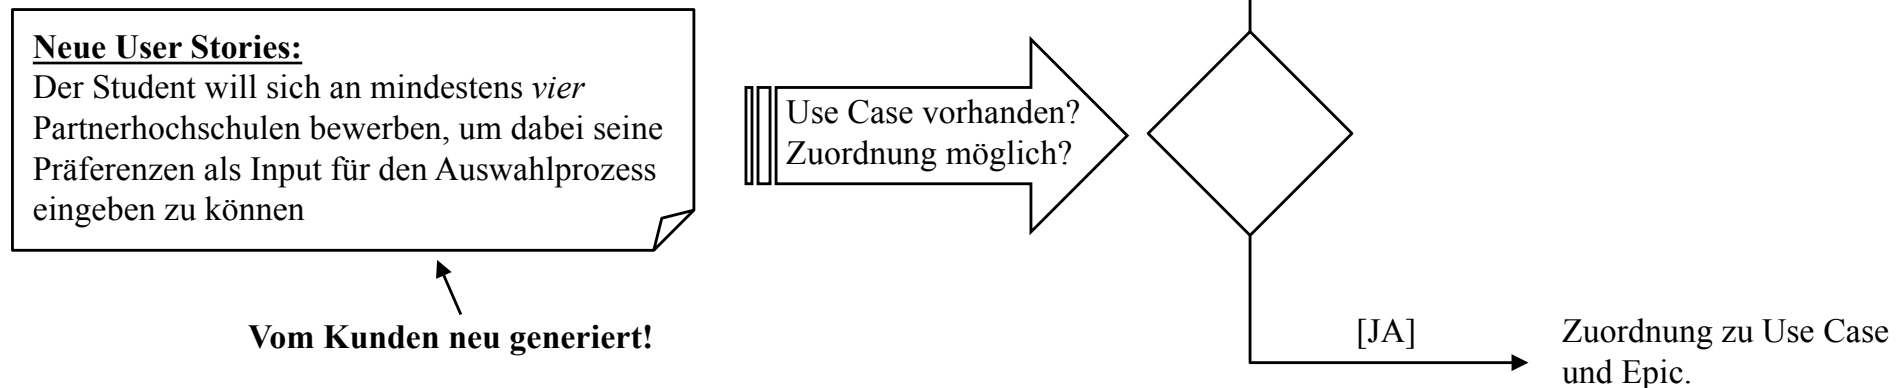 Neue User Stories:
Der Student will sich an mindestens vier
Partnerhochschulen bewerben, um dabei seine
Präferenzen als Input für den Auswahlprozess
eingeben zu können
Vom Kunden neu generiert!
Use Case vorhanden?
Zuordnung möglich?
[JA]
Zuordnung zu Use Case
und Epic.